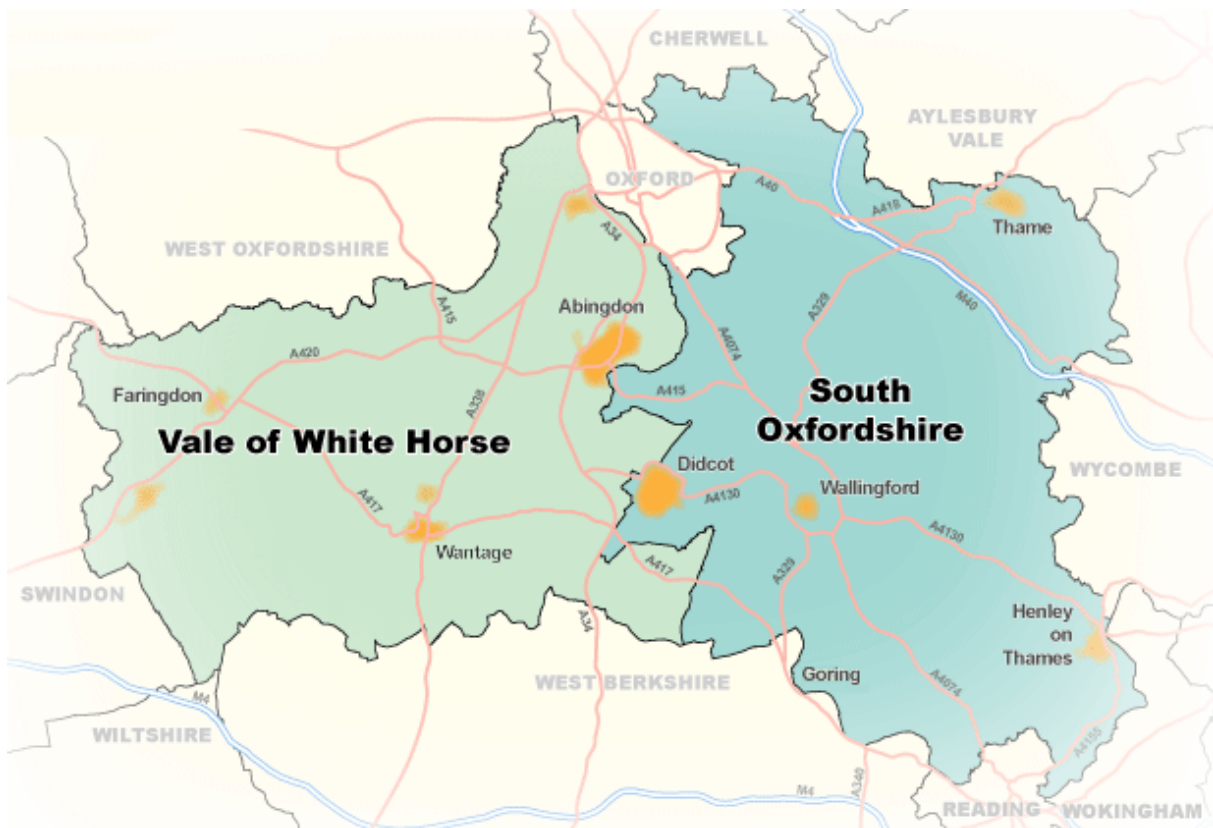 CHERWELL
AYLESBURY
VALE
OXFORD
A40
A418
Thame
A34
WEST OXFORDSHIRE
Abingdon
A415
A329
M40
A420
A4074
Faringdon
A338
A415
South
Oxfordshire
Vale of White Horse
Didcot
WYCOMBE
A417
A4130
Wallingford
Wantage
A4130
A417
A329
SWINDON
Henley
on
Thames
A34
WEST BERKSHIRE
Goring
A4074
M4
WILTSHIRE
A4155
M4
A340
READING
WOKINGHAM